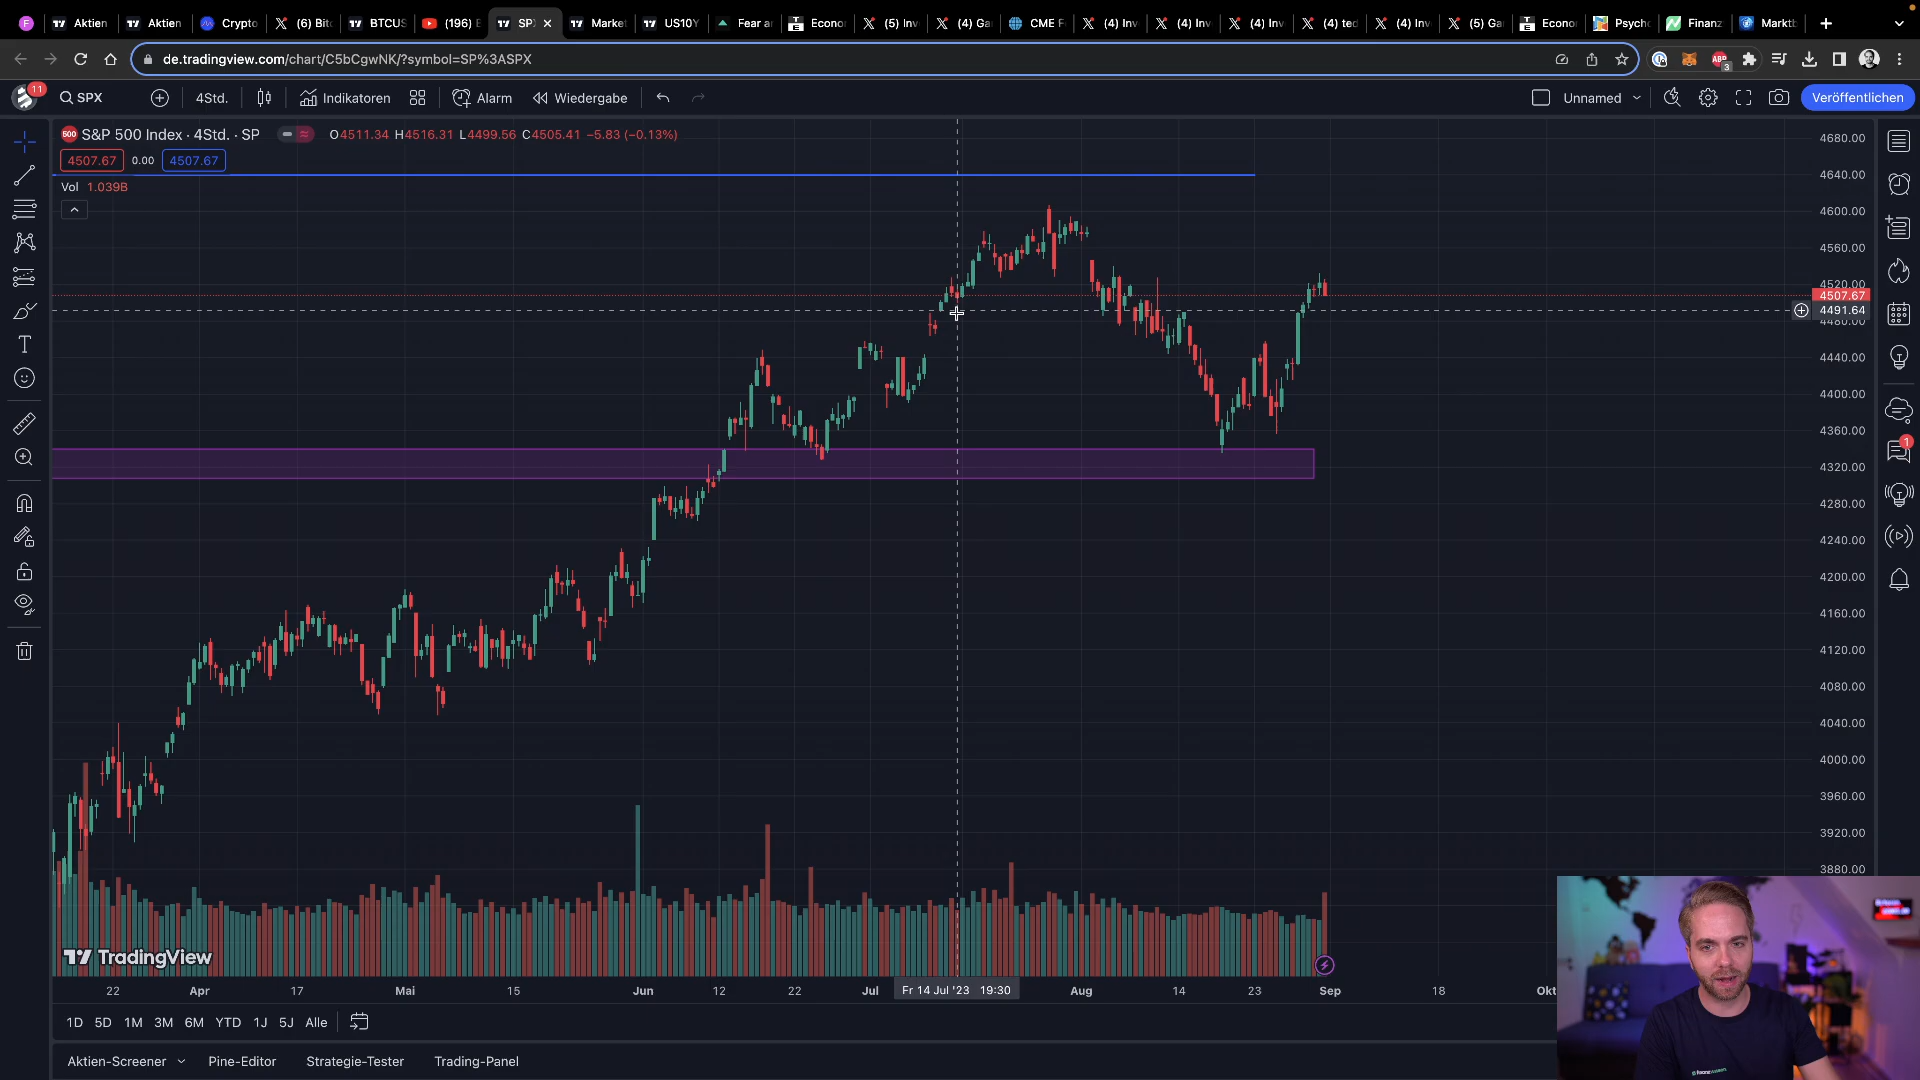 Aktien
Aktien
Crypto
(6) Bit
BTCUS
(196) E
SP
Market
US10Y
Fear an
Econo
(5) Inv
(4) Ga
CME F
(4) Inv
(4) Inv
(4) Inv
(4) ted
(4) Inv
(5) Ga
Econo
Psych
Finanz
Marktb
de.tradingview.com/chart/C5bCgwNK/?symbol=SP%3ASPX
ABP
3
11
SPX
4Std.
Indikatoren
Alarm
Wiedergabe
Unnamed
Veröffentlichen
500 S&P 500 Index · 4Std. · SP
O4511.34 H4516.31 L4499.56 C4505.41 −5.83 (−0.13%)
4507.67 0.00 4507.67
Vol 1.039B
4680.00
4640.00
4600.00
4560.00
4520.00
4507.67
4491.64
4480.00
4440.00
4400.00
4360.00
4320.00
4280.00
4240.00
4200.00
4160.00
4120.00
4080.00
4040.00
4000.00
3960.00
3920.00
3880.00
1
TradingView
22 Apr 17 Mai 15 Jun 12 22 Jul Fr 14 Jul '23 19:30 Aug 14 23 Sep 18 Okt
1D 5D 1M 3M 6M YTD 1J 5J Alle
Aktien-Screener Pine-Editor Strategie-Tester Trading-Panel